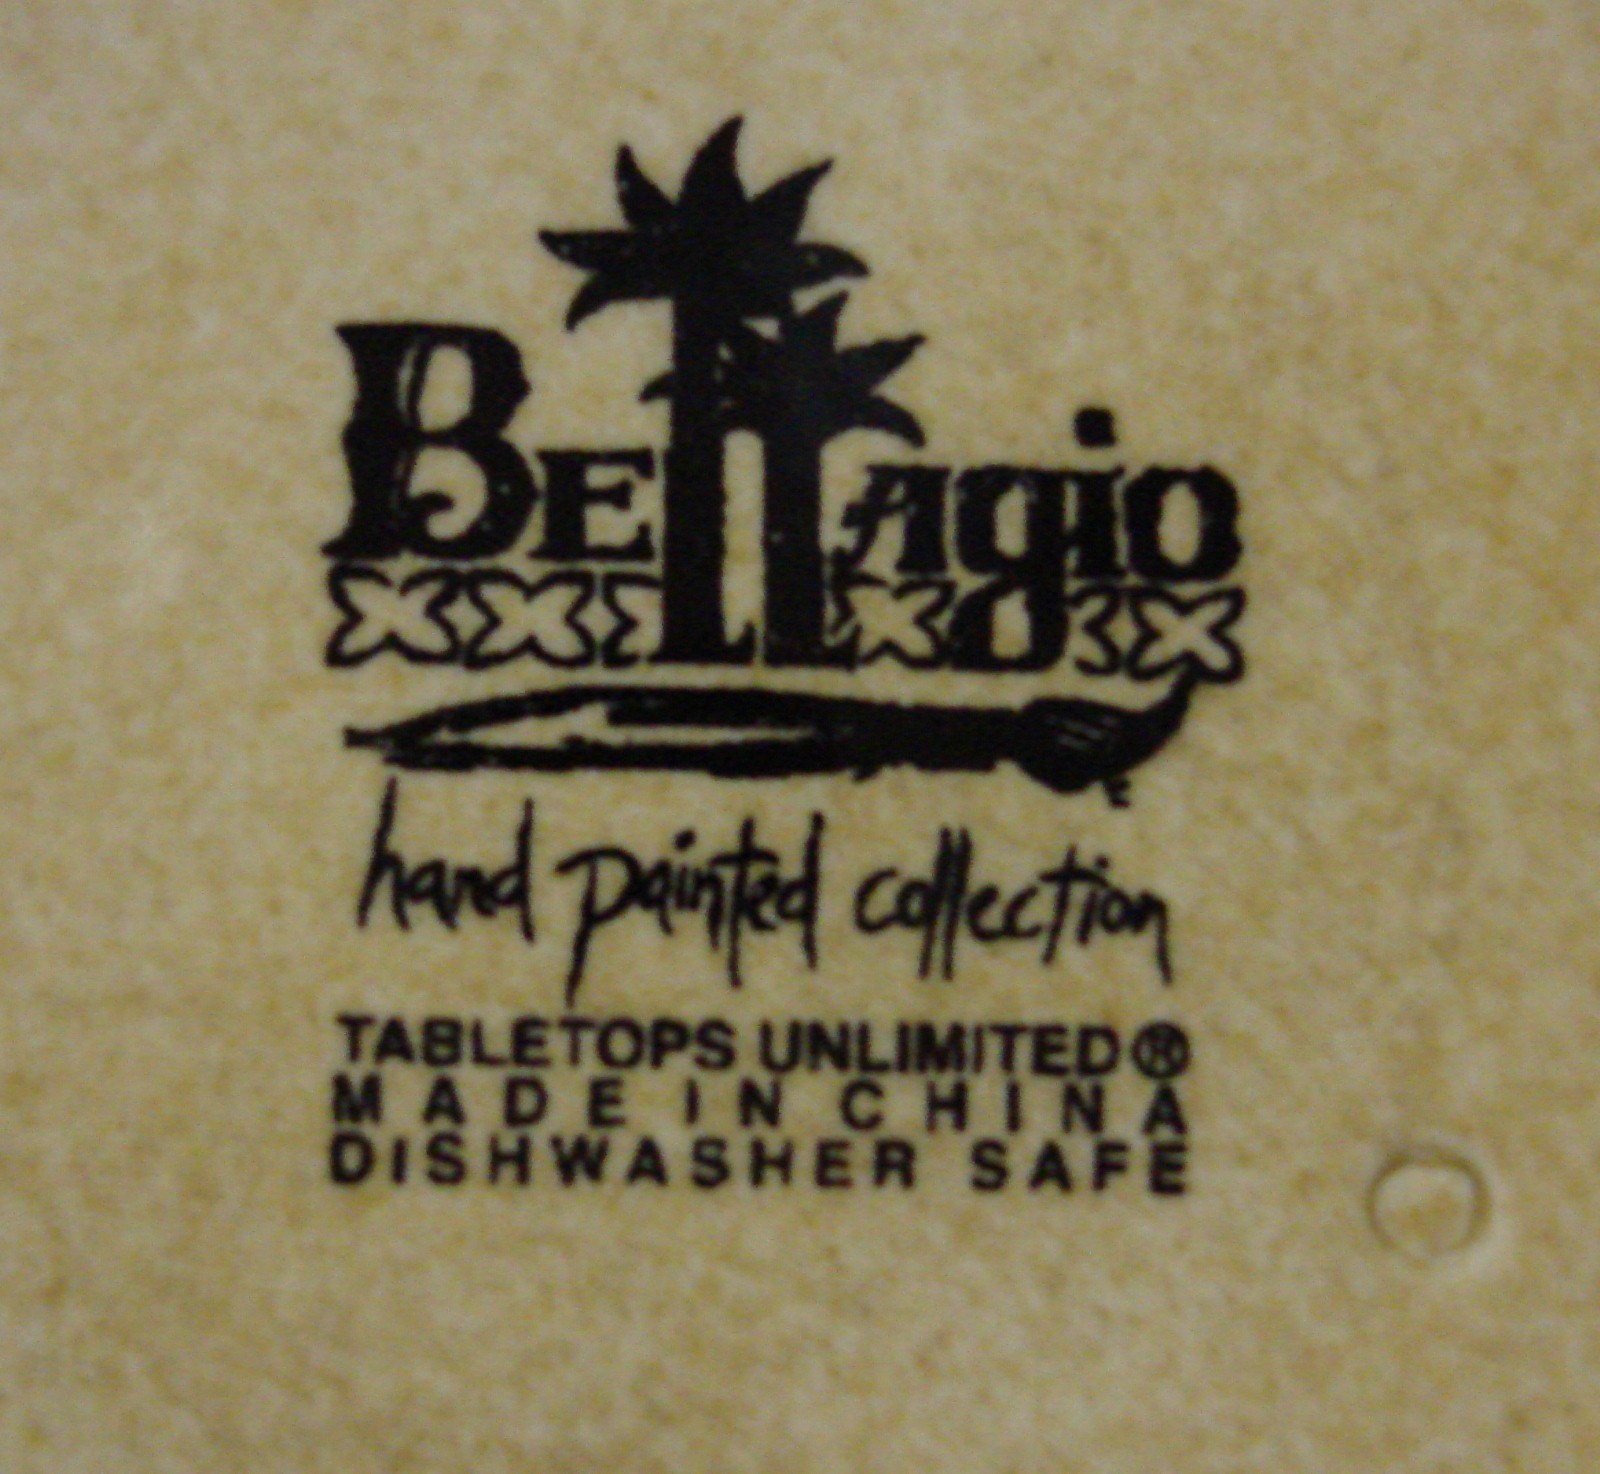 Bellagio
hand painted collection
TABLETOPS UNLIMITED®
MADE IN CHINA
DISHWASHER SAFE